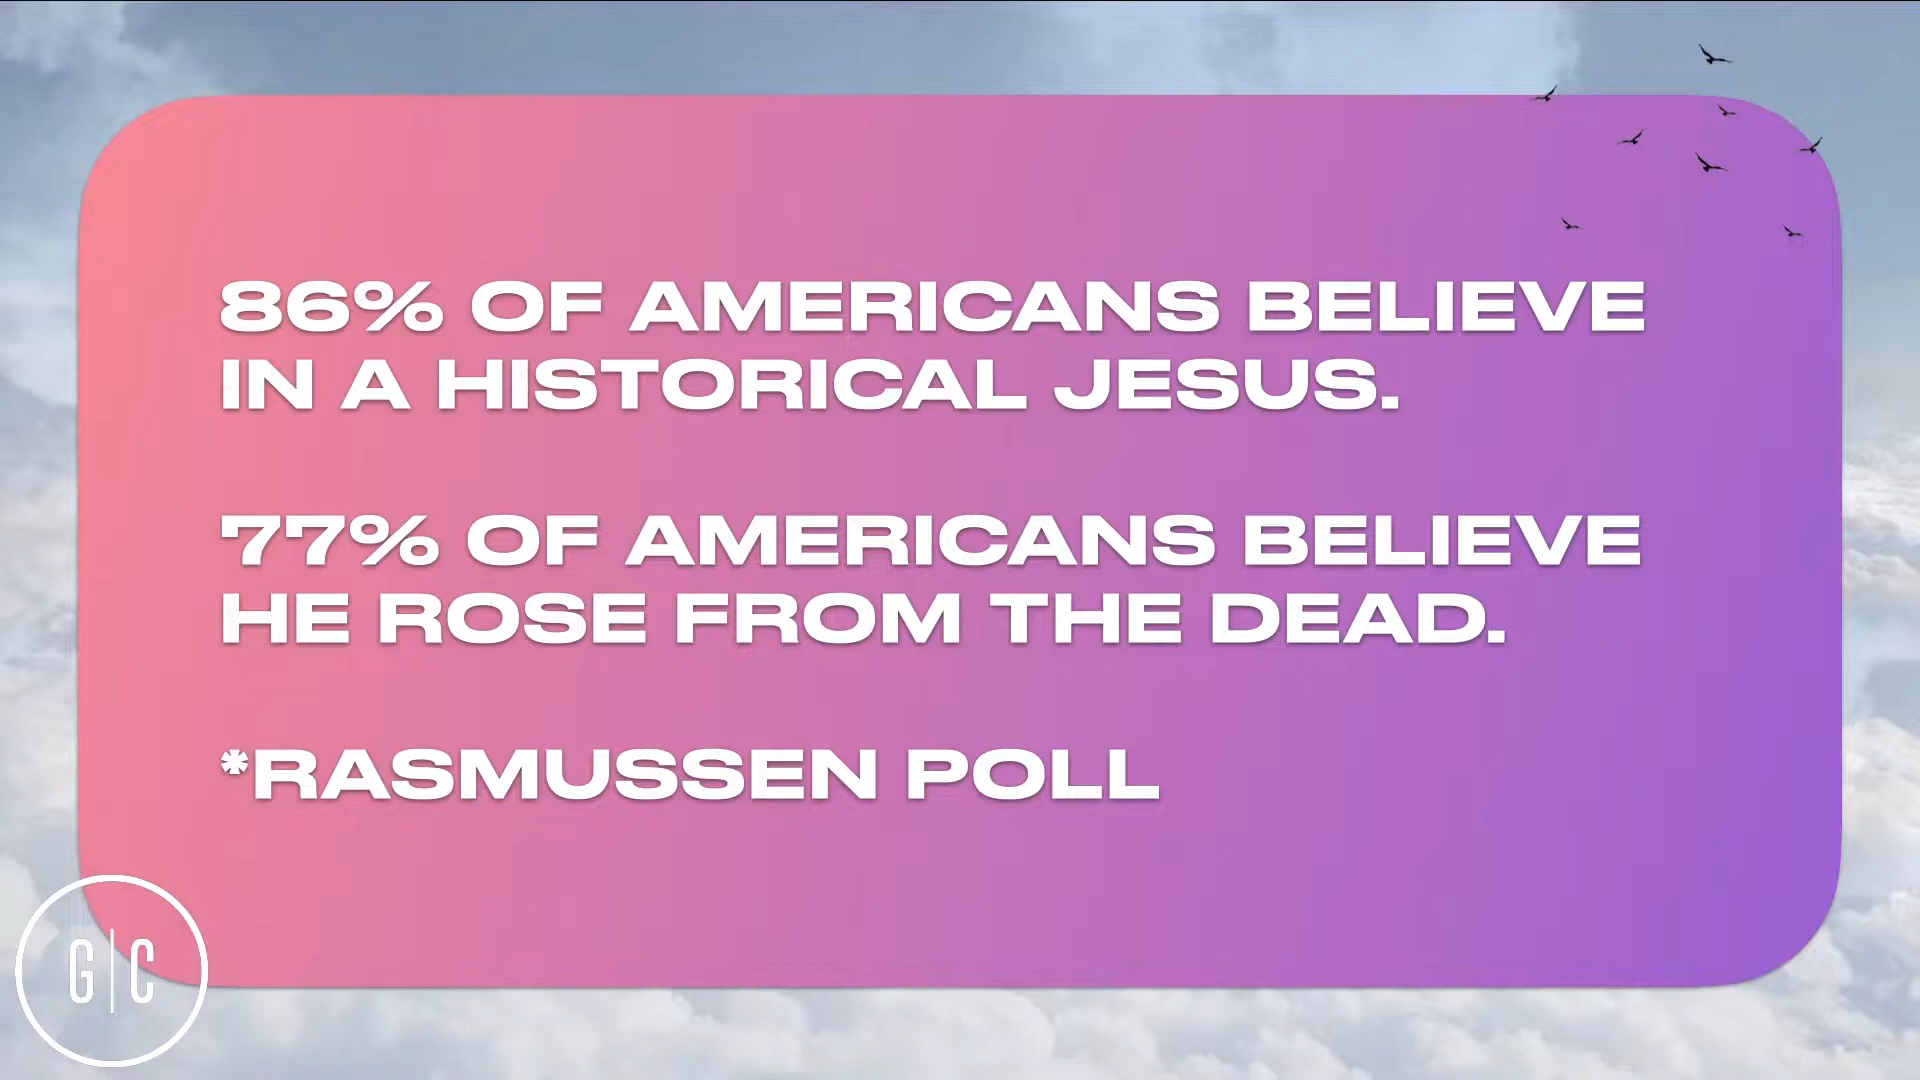 86% OF AMERICANS BELIEVE
IN A HISTORICAL JESUS.
77% OF AMERICANS BELIEVE
HE ROSE FROM THE DEAD.
*RASMUSSEN POLL
G|C